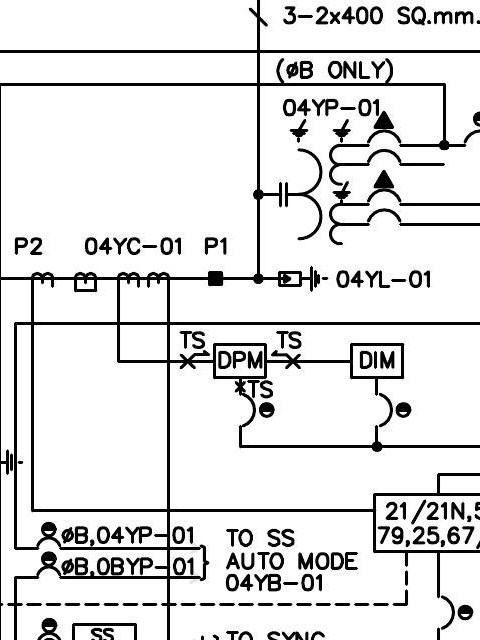 3-2x400 SQ.mm.
(øB ONLY)
04YP-01
P2
04YC-01
P1
04YL-01
TS
TS
DPM
DIM
TS
21/21N,5
79,25,67/
øB,04YP-01
øB,0BYP-01
TO SS
AUTO MODE
04YB-01
SS
TO SYNC